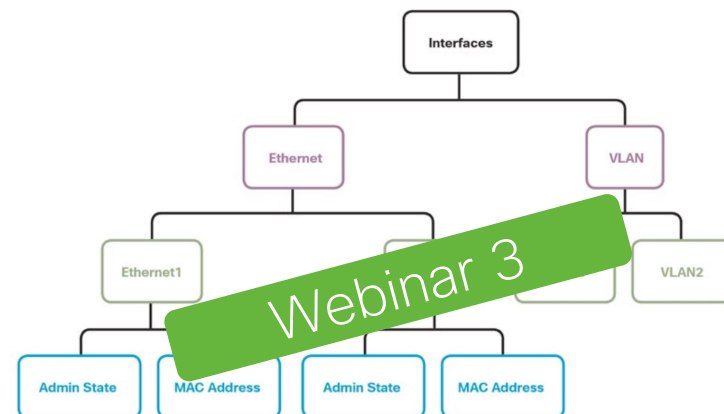 Interfaces
Ethernet
VLAN
Ethernet1
VLAN2
Webinar 3
Admin State
MAC Address
Admin State
MAC Address